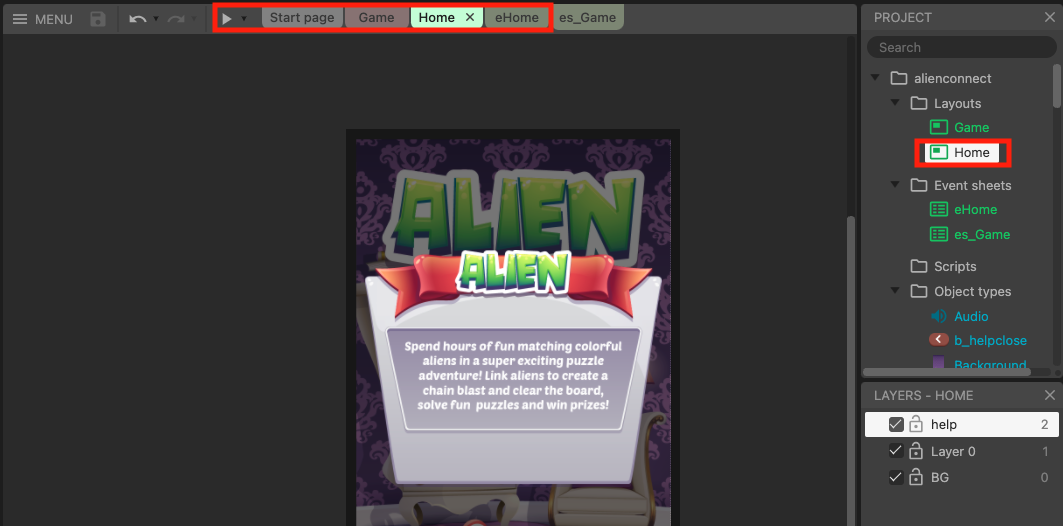 MENU
Start page
Game
Home
eHome
es_Game
PROJECT
Search
alienconnect
Layouts
Game
Home
Event sheets
eHome
es_Game
Scripts
Object types
Audio
b_helpclose
Background
LAYERS - HOME
help 2
Layer 0 1
BG 0
ALIEN
ALIEN
Spend hours of fun matching colorful
aliens in a super exciting puzzle
adventure! Link aliens to create a
chain blast and clear the board,
solve fun puzzles and win prizes!